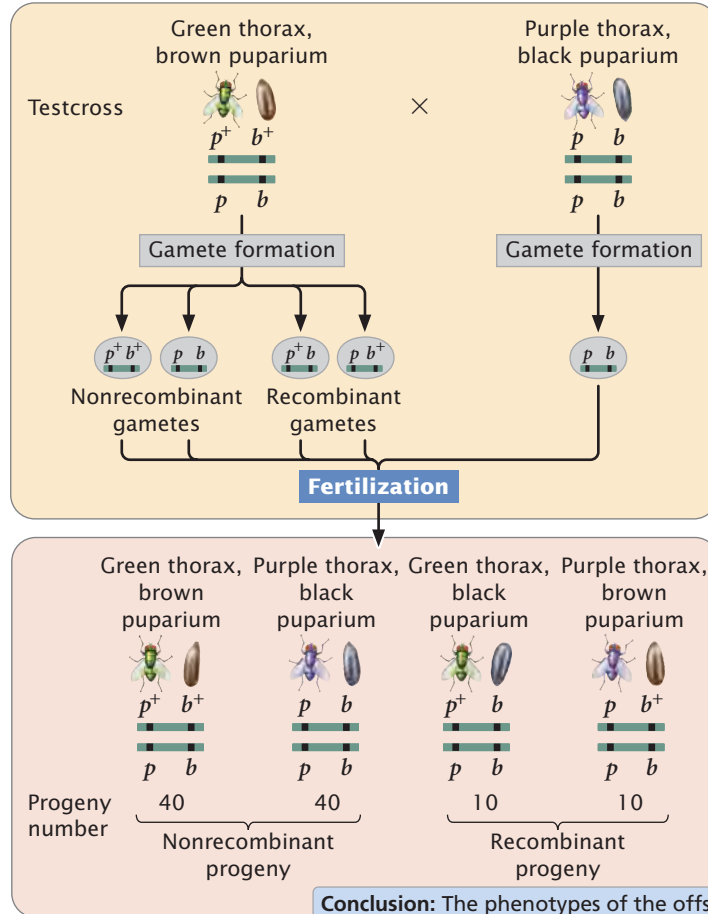 Green thorax,
brown puparium
Purple thorax,
black puparium
Testcross
×
p⁺ b⁺
p b
p b
p b
Gamete formation
Gamete formation
p⁺ b⁺
p b
p⁺ b
p b⁺
p b
Nonrecombinant
gametes
Recombinant
gametes
Fertilization
Green thorax,
brown
puparium
Purple thorax,
black
puparium
Green thorax,
black
puparium
Purple thorax,
brown
puparium
p⁺ b⁺
p b
p b
p b
p⁺ b
p b
p b⁺
p b
Progeny
number
40
40
10
10
Nonrecombinant
progeny
Recombinant
progeny
Conclusion: The phenotypes of the offs